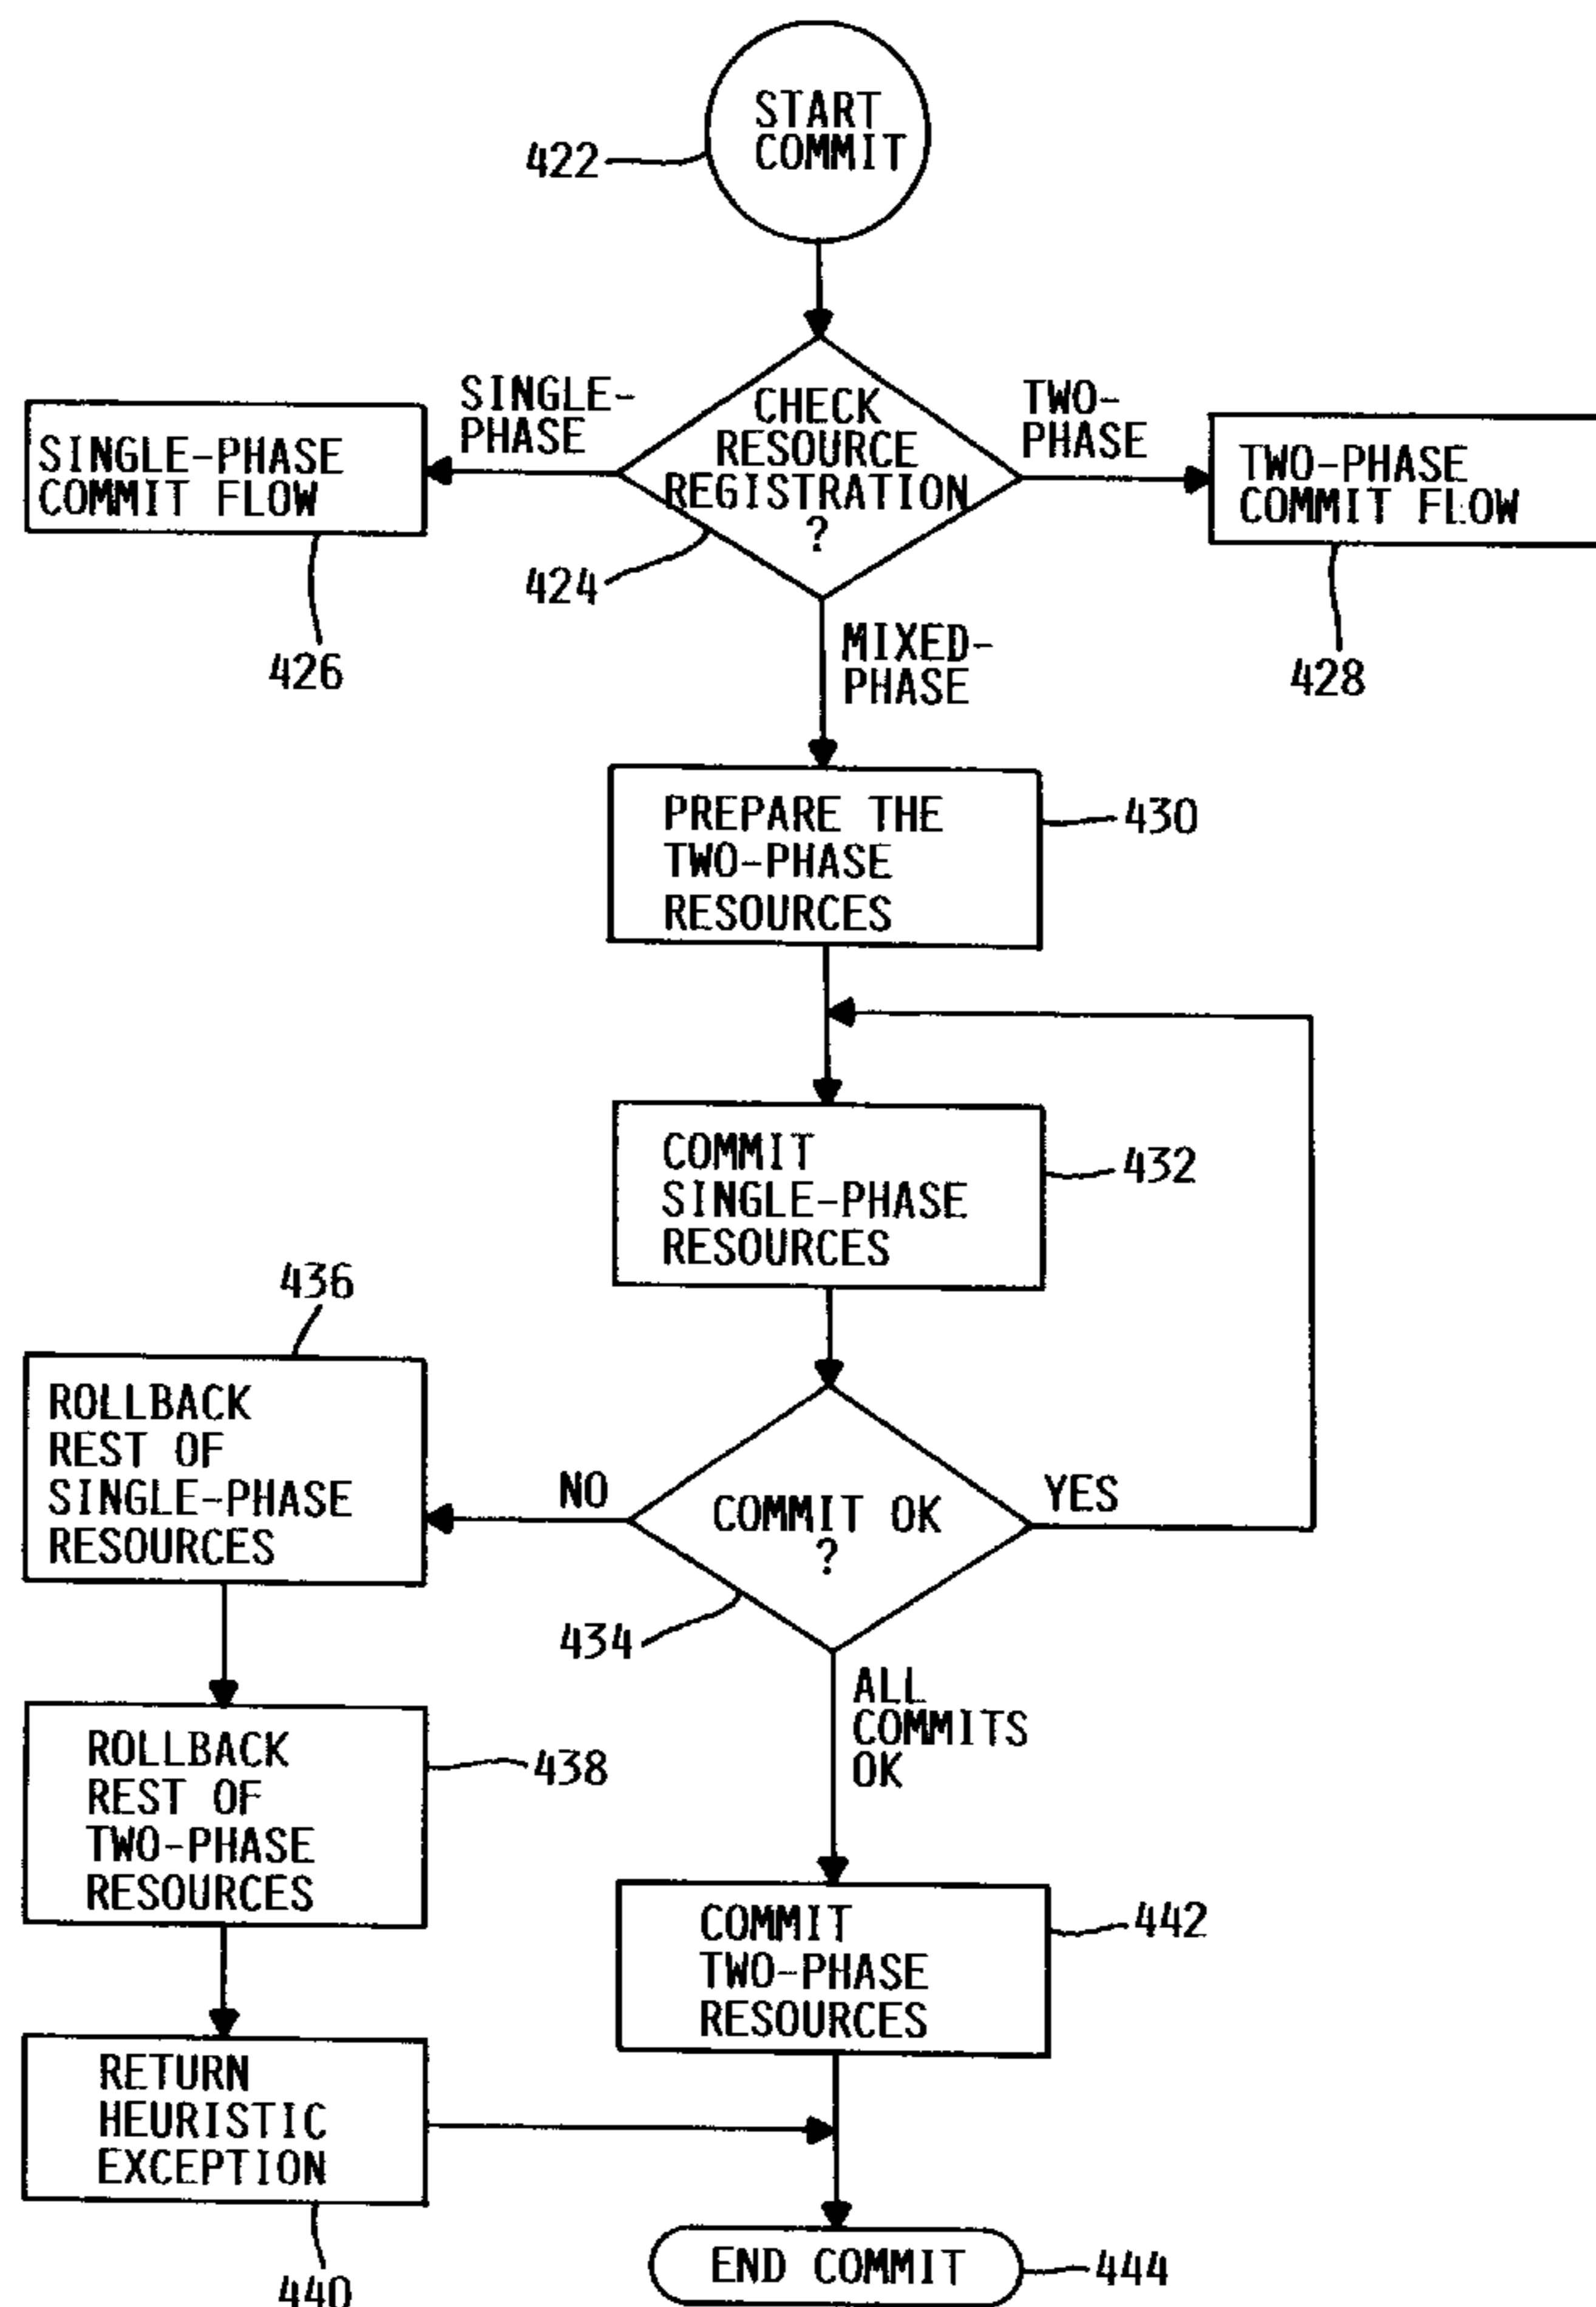 START
COMMIT
422
CHECK
RESOURCE
REGISTRATION
?
424
SINGLE-
PHASE
TWO-
PHASE
SINGLE-PHASE
COMMIT FLOW
426
TWO-PHASE
COMMIT FLOW
428
MIXED-
PHASE
PREPARE THE
TWO-PHASE
RESOURCES
430
COMMIT
SINGLE-PHASE
RESOURCES
432
436
ROLLBACK
REST OF
SINGLE-PHASE
RESOURCES
NO
COMMIT OK
?
YES
434
ALL
COMMITS
OK
ROLLBACK
REST OF
TWO-PHASE
RESOURCES
438
COMMIT
TWO-PHASE
RESOURCES
442
RETURN
HEURISTIC
EXCEPTION
440
END COMMIT
444